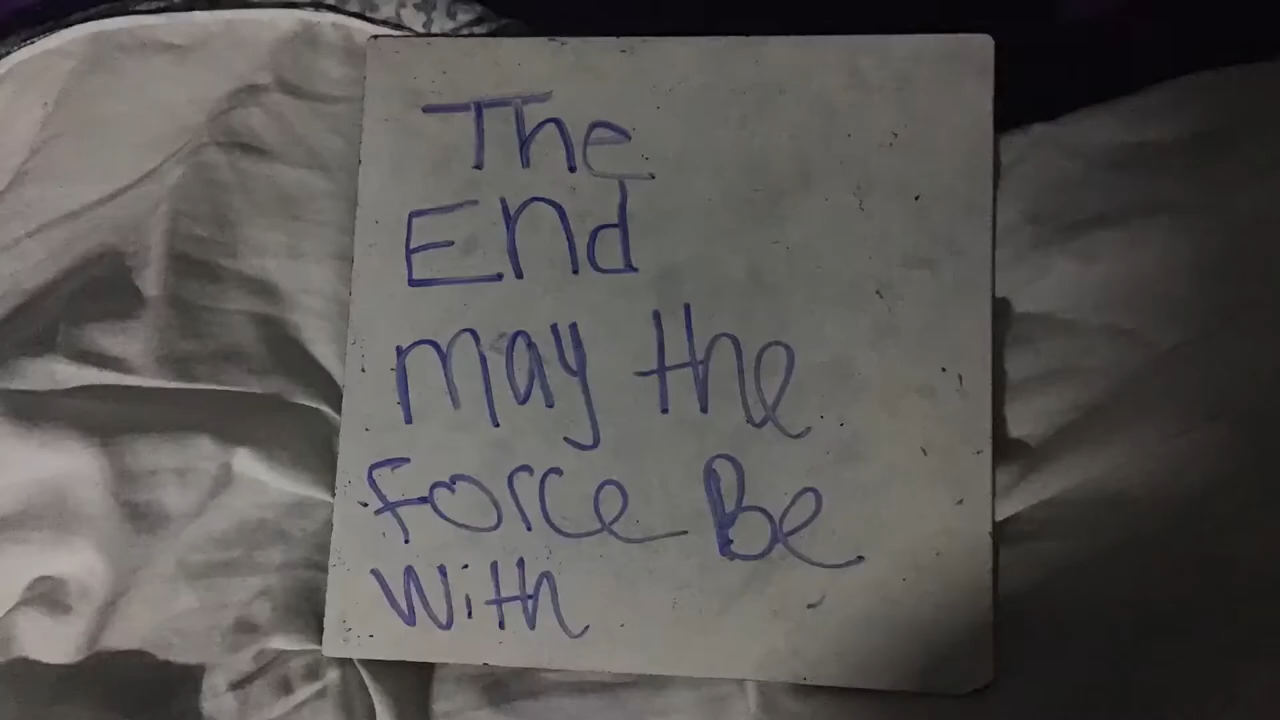 The
End
may the
force Be
With